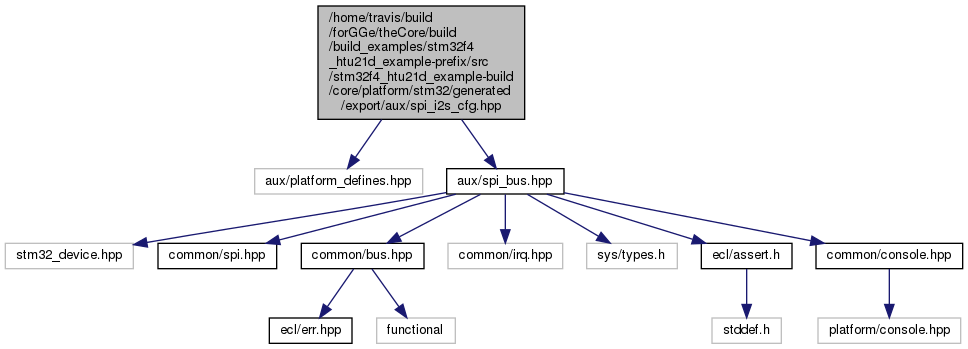 /home/travis/build
/forGGe/theCore/build
/build_examples/stm32f4
_htu21d_example-prefix/src
/stm32f4_htu21d_example-build
/core/platform/stm32/generated
/export/aux/spi_i2s_cfg.hpp
aux/platform_defines.hpp
aux/spi_bus.hpp
stm32_device.hpp
common/spi.hpp
common/bus.hpp
common/irq.hpp
sys/types.h
ecl/assert.h
common/console.hpp
ecl/err.hpp
functional
stddef.h
platform/console.hpp